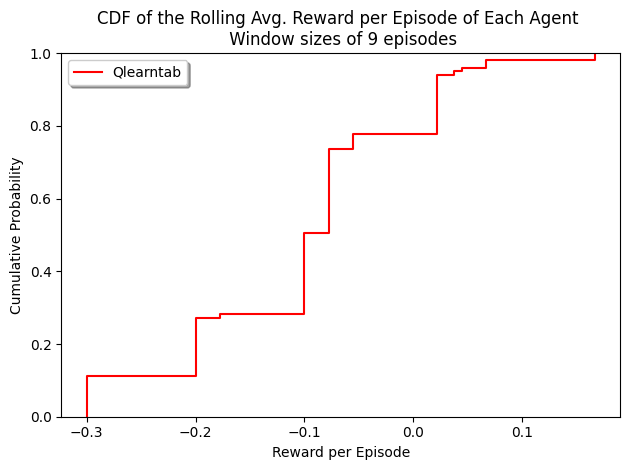 CDF of the Rolling Avg. Reward per Episode of Each Agent
Window sizes of 9 episodes
Qlearntab
1.0
0.8
0.6
0.4
0.2
0.0
Cumulative Probability
−0.3
−0.2
−0.1
0.0
0.1
Reward per Episode